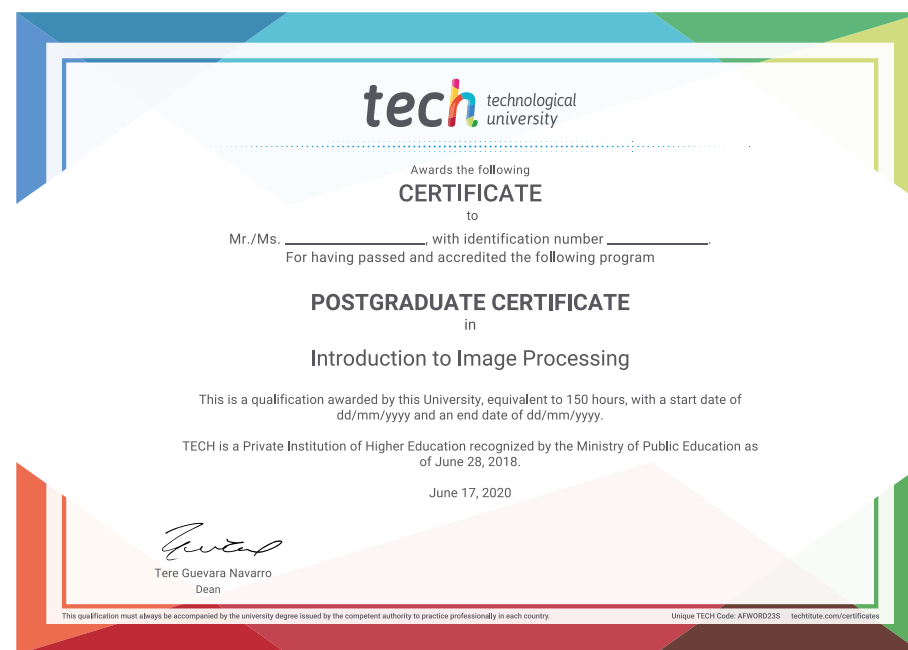 tech technological
university
Awards the following
CERTIFICATE
to
Mr./Ms. ____________, with identification number ____________.
For having passed and accredited the following program
POSTGRADUATE CERTIFICATE
in
Introduction to Image Processing
This is a qualification awarded by this University, equivalent to 150 hours, with a start date of
dd/mm/yyyy and an end date of dd/mm/yyyy.
TECH is a Private Institution of Higher Education recognized by the Ministry of Public Education as
of June 28, 2018.
June 17, 2020
Tere Guevara Navarro
Dean
This qualification must always be accompanied by the university degree issued by the competent authority to practice professionally in each country.
Unique TECH Code: AFWORD23S techtitute.com/certificates